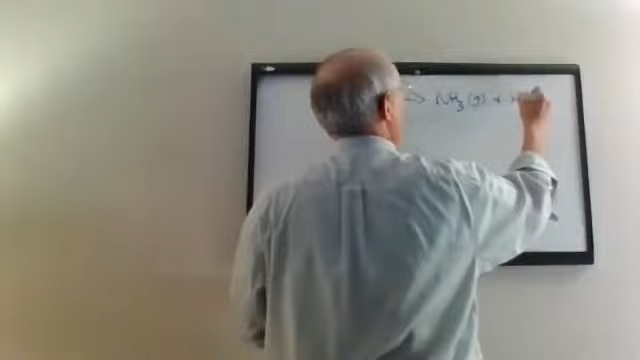 → NH₃(g) +